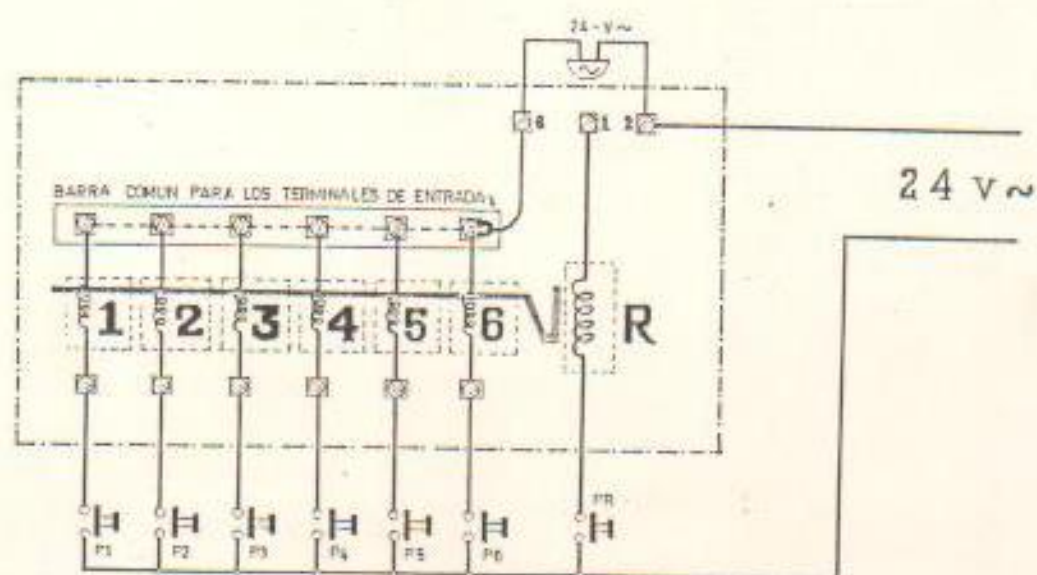 24-V~
6 1 2
24 V~
BARRA COMUN PARA LOS TERMINALES DE ENTRADA
1 2 3 4 5 6 R
P1 P2 P3 P4 P5 P6 PR